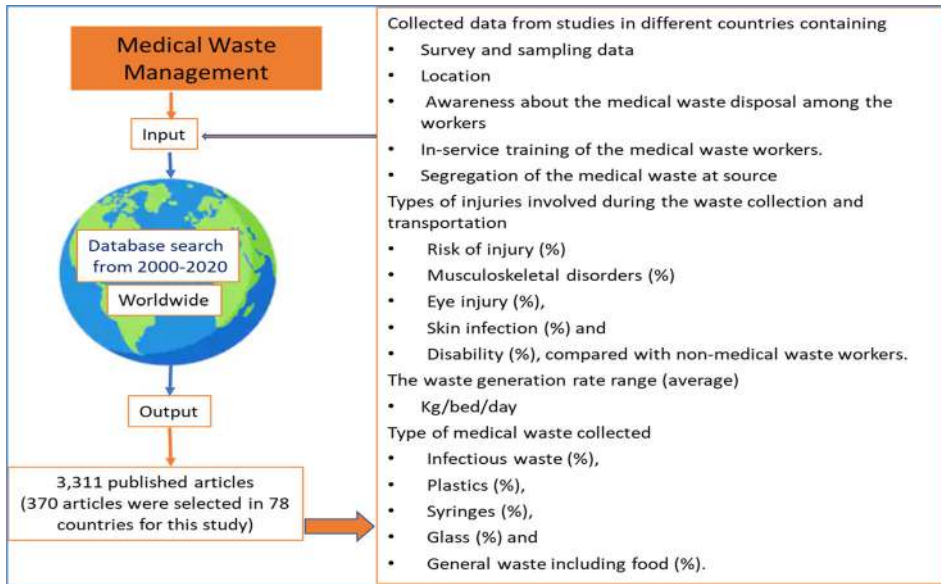 Medical Waste
Management
Input
Database search
from 2000-2020
Worldwide
Output
3,311 published articles
(370 articles were selected in 78
countries for this study)
Collected data from studies in different countries containing
• Survey and sampling data
• Location
• Awareness about the medical waste disposal among the
workers
• In-service training of the medical waste workers.
• Segregation of the medical waste at source
Types of injuries involved during the waste collection and
transportation
• Risk of injury (%)
• Musculoskeletal disorders (%)
• Eye injury (%),
• Skin infection (%) and
• Disability (%), compared with non-medical waste workers.
The waste generation rate range (average)
• Kg/bed/day
Type of medical waste collected
• Infectious waste (%),
• Plastics (%),
• Syringes (%),
• Glass (%) and
• General waste including food (%).